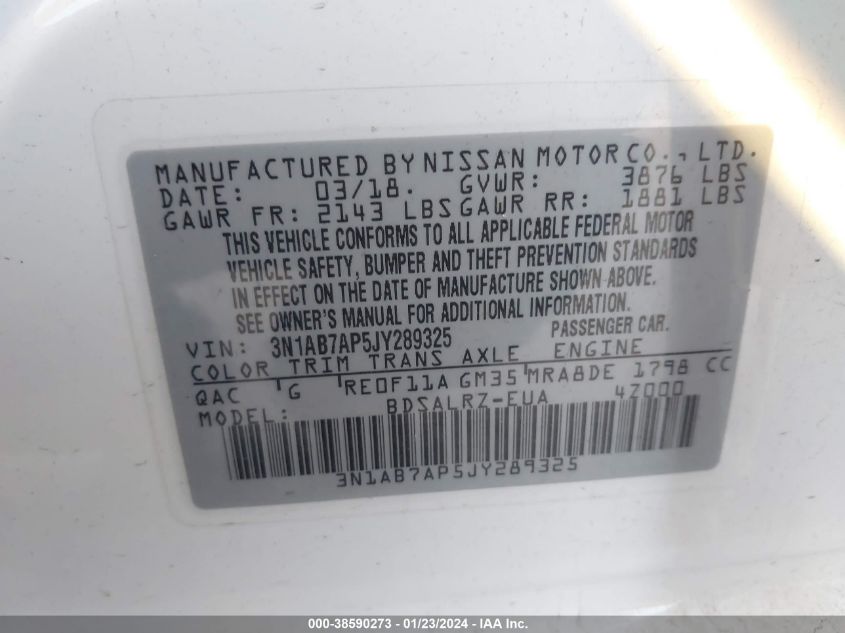 MANUFACTURED BY NISSAN MOTOR CO., LTD.
DATE: 03/18. GVWR: 3876 LBS
GAWR FR: 2143 LBS GAWR RR: 1881 LBS
THIS VEHICLE CONFORMS TO ALL APPLICABLE FEDERAL MOTOR
VEHICLE SAFETY, BUMPER AND THEFT PREVENTION STANDARDS
IN EFFECT ON THE DATE OF MANUFACTURE SHOWN ABOVE.
SEE OWNER'S MANUAL FOR ADDITIONAL INFORMATION.
VIN: 3N1AB7AP5JY289325 PASSENGER CAR.
COLOR TRIM TRANS AXLE ENGINE
QAC G RE0F11A GM35 MRA8DE 1798 CC
MODEL: BDSALRZ-EUA 4Z000
3N1AB7AP5JY289325
000-38590273 - 01/23/2024 - IAA Inc.